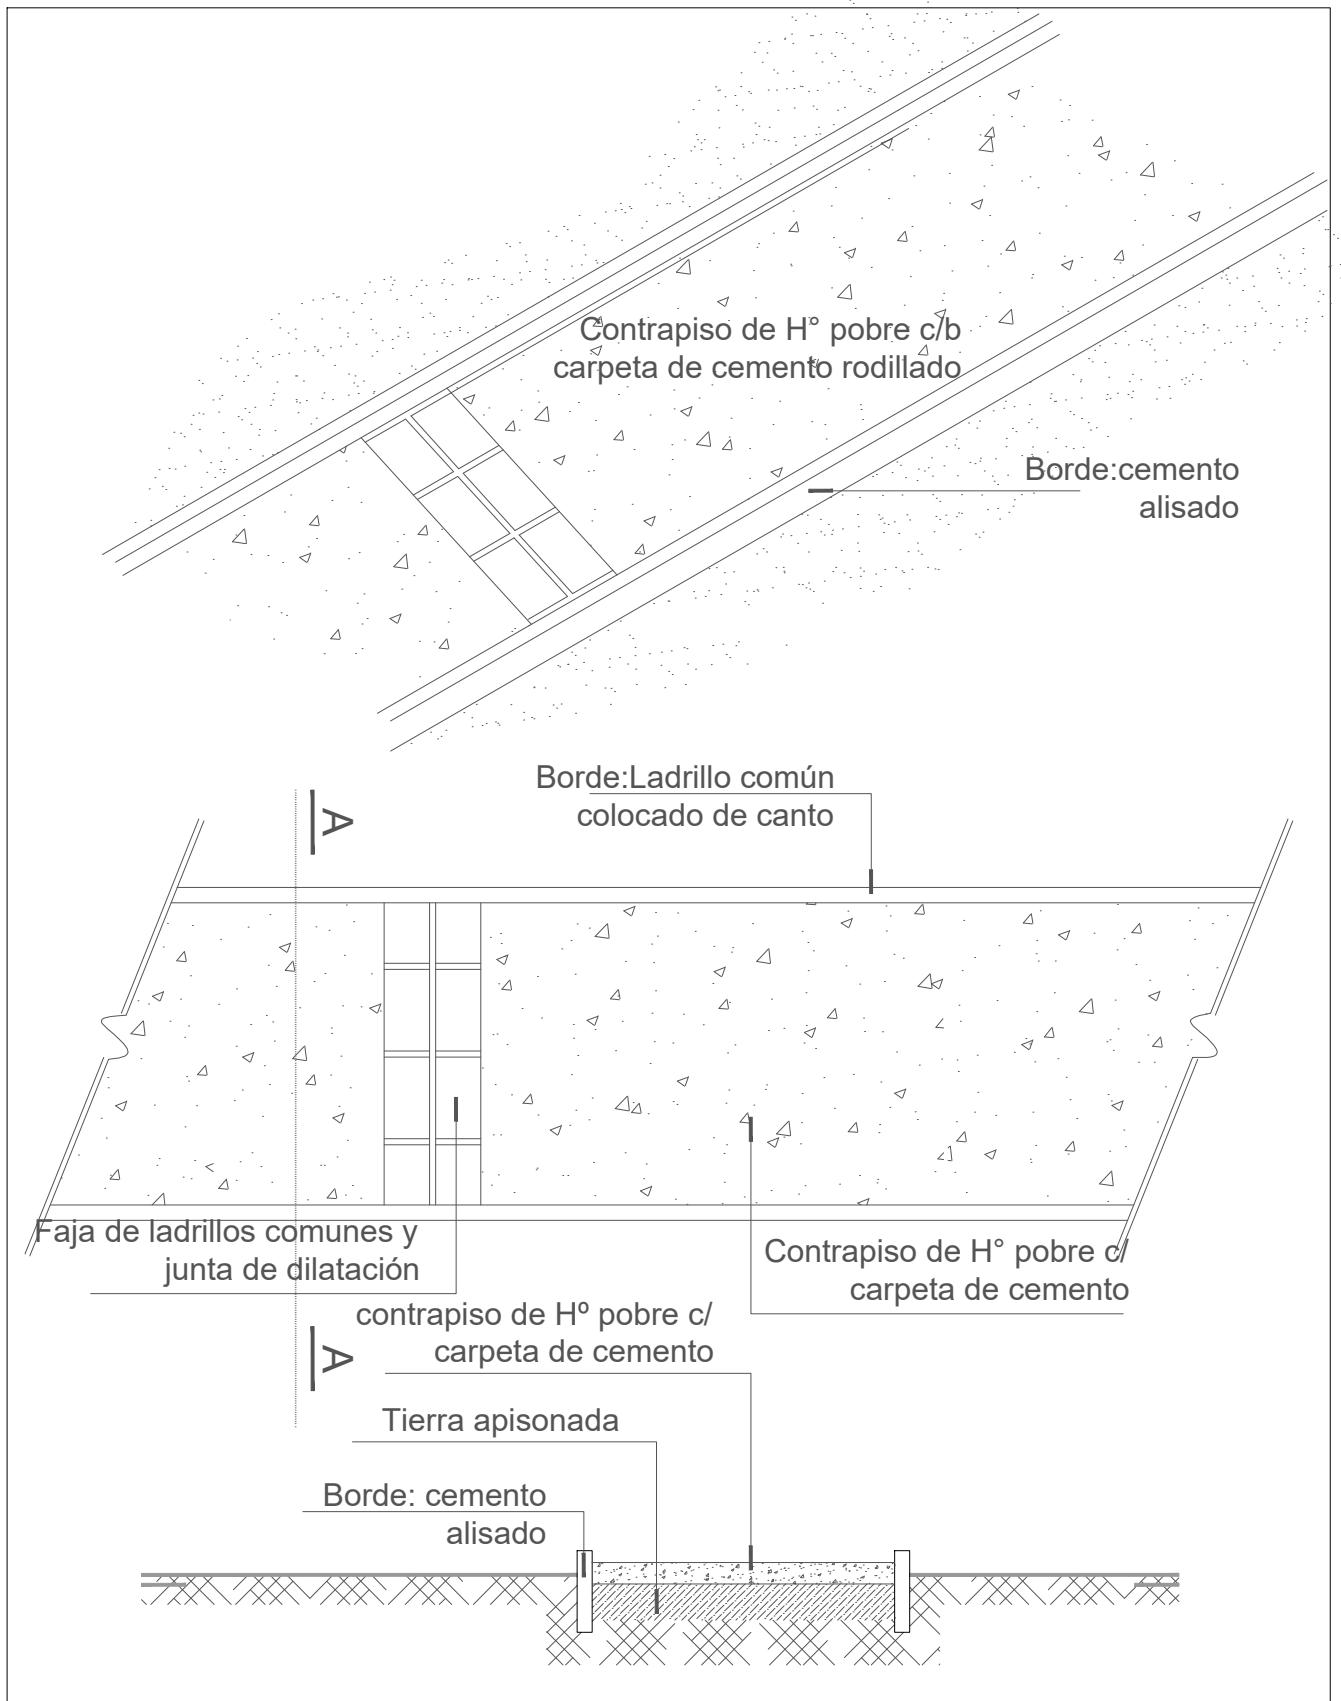 Contrapiso de H° pobre c/b
carpeta de cemento rodillado
Borde:cemento
alisado
Borde:Ladrillo común
colocado de canto
A
Faja de ladrillos comunes y
junta de dilatación
Contrapiso de H° pobre c/
carpeta de cemento
A
contrapiso de Hº pobre c/
carpeta de cemento
Tierra apisonada
Borde: cemento
alisado